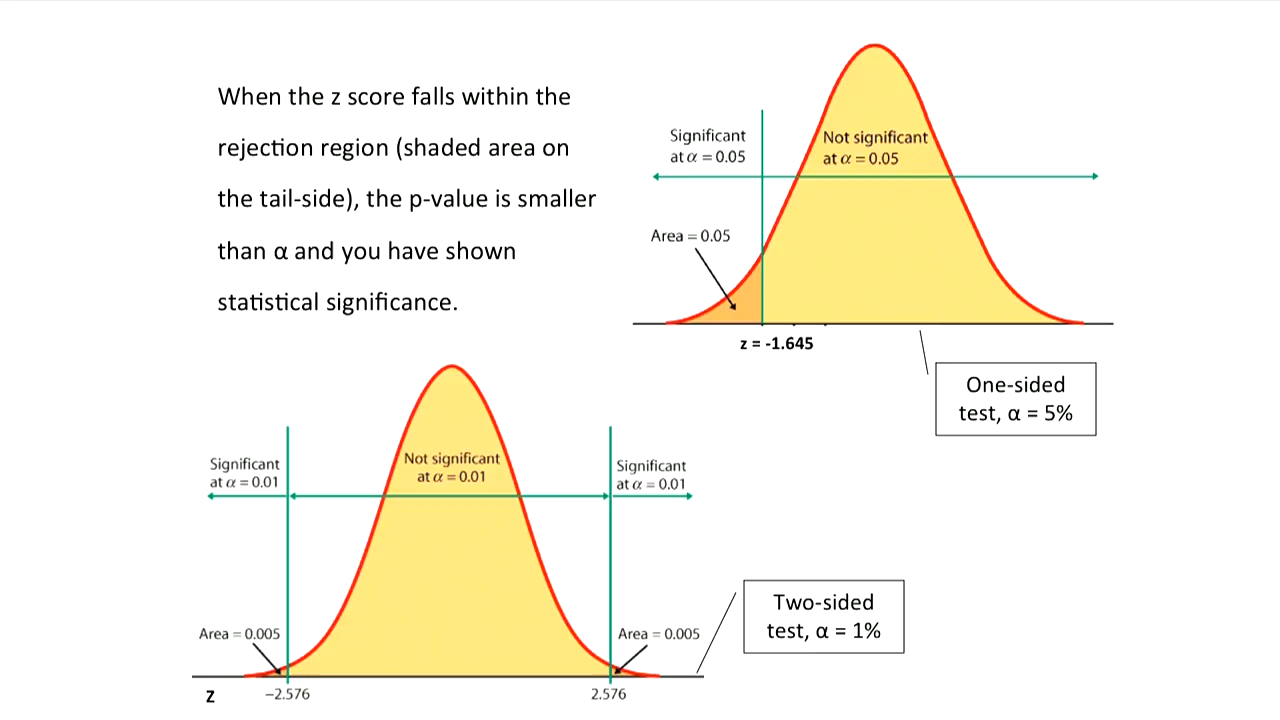 When the z score falls within the
rejection region (shaded area on
the tail-side), the p-value is smaller
than α and you have shown
statistical significance.
Significant
at α = 0.05
Not significant
at α = 0.05
Area = 0.05
z = -1.645
One-sided
test, α = 5%
Significant
at α = 0.01
Not significant
at α = 0.01
Significant
at α = 0.01
Area = 0.005
Area = 0.005
Two-sided
test, α = 1%
z
−2.576
2.576